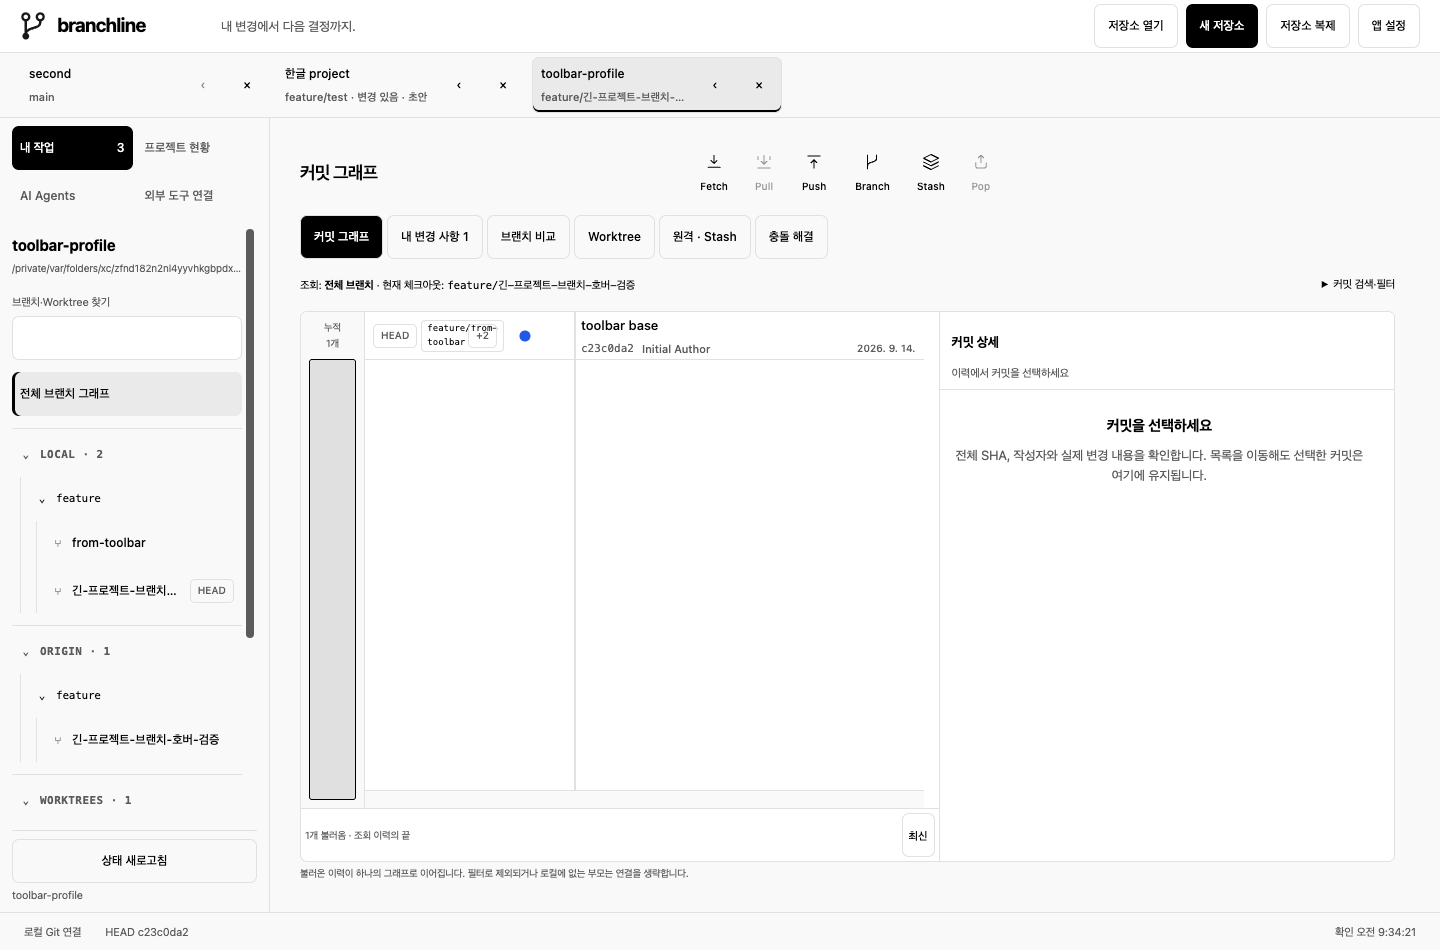 branchline
내 변경에서 다음 결정까지.
저장소 열기
새 저장소
저장소 복제
앱 설정
second
main
한글 project
feature/test · 변경 있음 · 초안
toolbar-profile
feature/긴-프로젝트-브랜치-...
내 작업 3
프로젝트 현황
AI Agents
외부 도구 연결
toolbar-profile
/private/var/folders/xc/zfnd182n2nl4yyvhkgbpdx...
브랜치·Worktree 찾기
전체 브랜치 그래프
LOCAL · 2
feature
from-toolbar
긴-프로젝트-브랜치... HEAD
ORIGIN · 1
feature
긴-프로젝트-브랜치-호버-검증
WORKTREES · 1
상태 새로고침
toolbar-profile
커밋 그래프
Fetch
Pull
Push
Branch
Stash
Pop
커밋 그래프
내 변경 사항 1
브랜치 비교
Worktree
원격 · Stash
충돌 해결
조회: 전체 브랜치 · 현재 체크아웃: feature/긴-프로젝트-브랜치-호버-검증
▶ 커밋 검색·필터
누적
1개
HEAD
feature/from-
toolbar +2
toolbar base
c23c0da2 Initial Author 2026. 9. 14.
1개 불러옴 · 조회 이력의 끝
최신
커밋 상세
이력에서 커밋을 선택하세요
커밋을 선택하세요
전체 SHA, 작성자와 실제 변경 내용을 확인합니다. 목록을 이동해도 선택한 커밋은
여기에 유지됩니다.
불러온 이력이 하나의 그래프로 이어집니다. 필터로 제외되거나 로컬에 없는 부모는 연결을 생략합니다.
로컬 Git 연결
HEAD c23c0da2
확인 오전 9:34:21